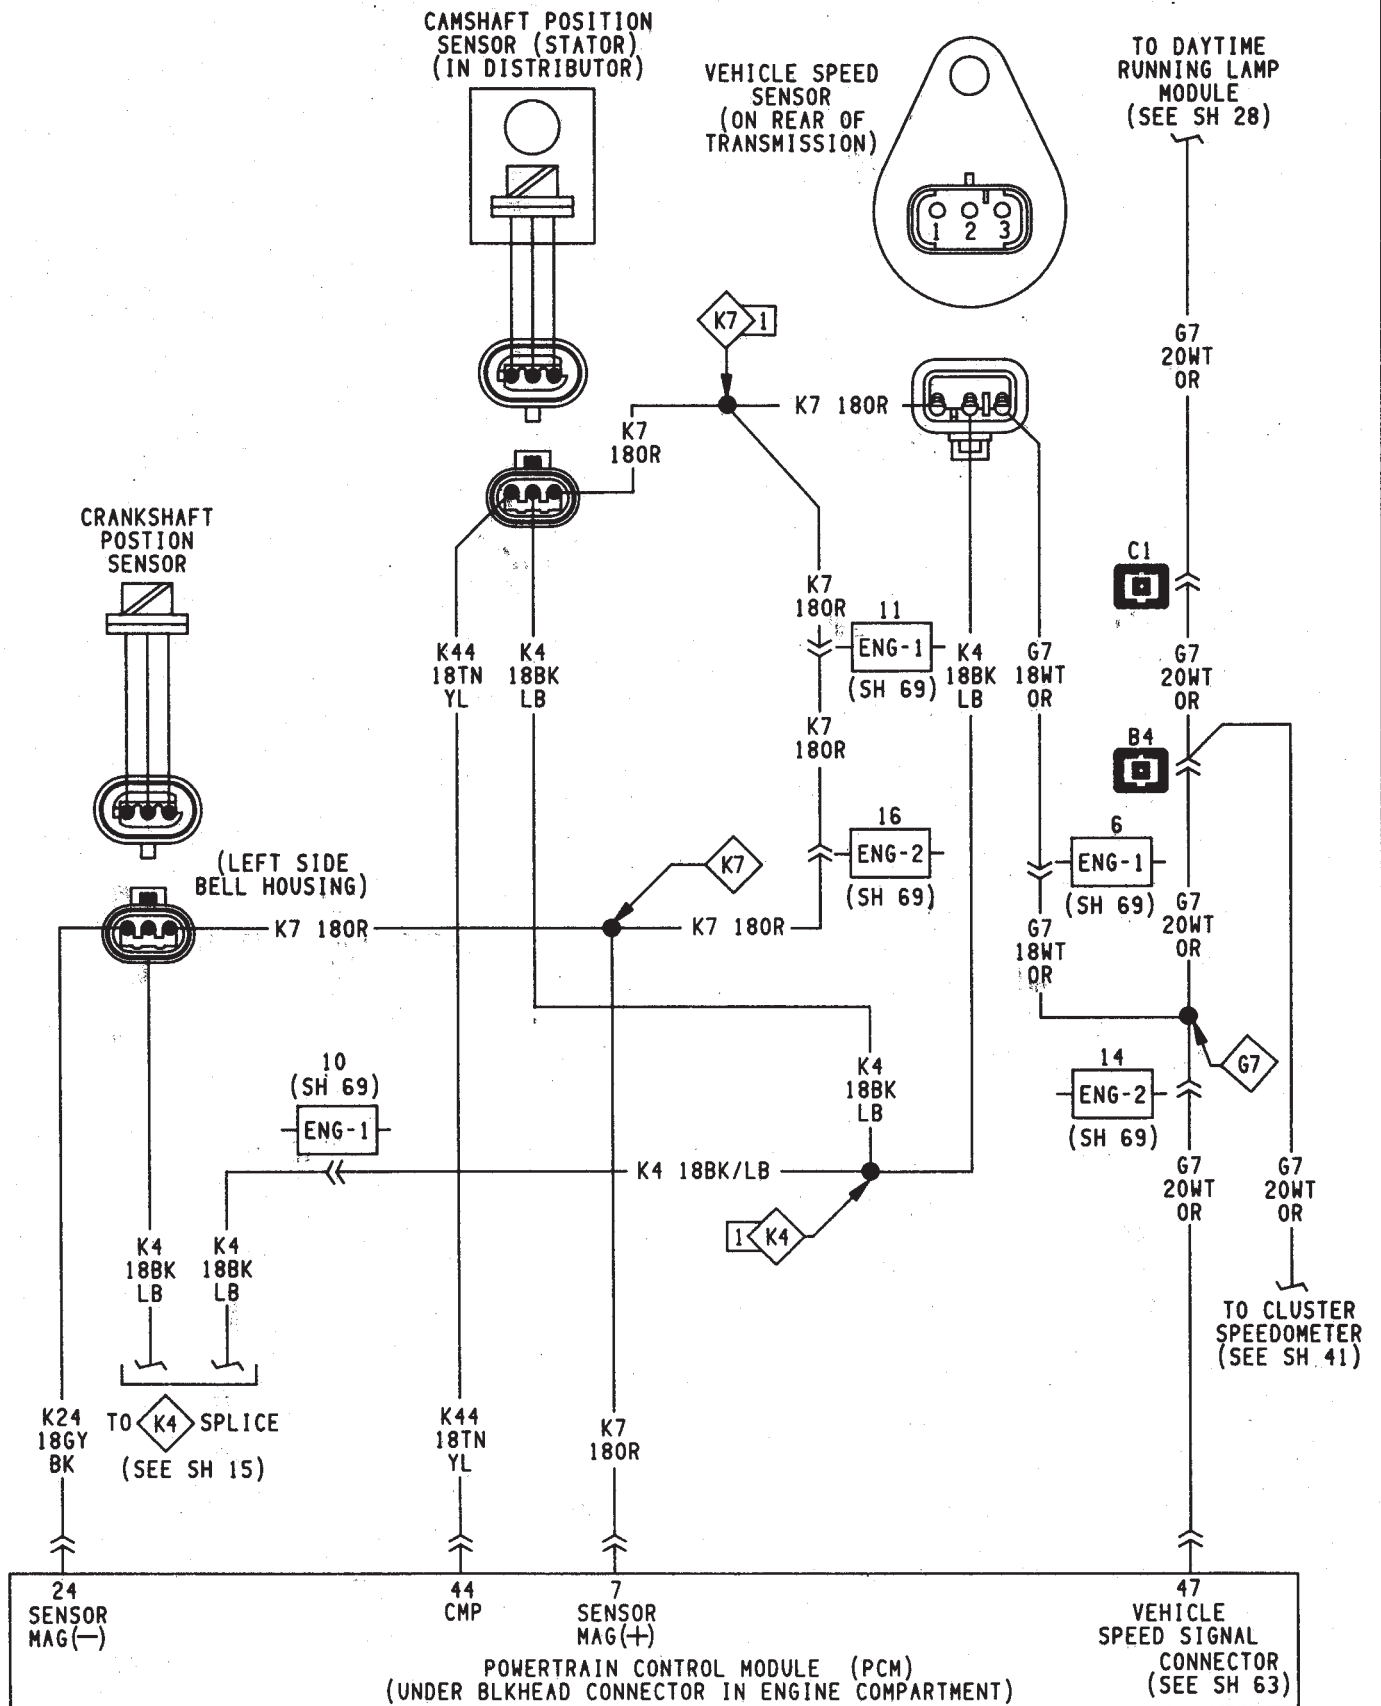 CAMSHAFT POSITION
SENSOR (STATOR)
(IN DISTRIBUTOR)
VEHICLE SPEED
SENSOR
(ON REAR OF
TRANSMISSION)
TO DAYTIME
RUNNING LAMP
MODULE
(SEE SH 28)
1 2 3
K7 1
G7
20WT
OR
K7 18OR
K7
18OR
CRANKSHAFT
POSTION
SENSOR
C1
K7
18OR
11
ENG-1
(SH 69)
K44
18TN
YL
K4
18BK
LB
K4
18BK
LB
G7
18WT
OR
G7
20WT
OR
K7
18OR
B4
16
ENG-2
(SH 69)
6
ENG-1
(SH 69)
(LEFT SIDE
BELL HOUSING)
K7
K7 18OR
K7 18OR
G7
18WT
OR
G7
20WT
OR
10
(SH 69)
ENG-1
K4
18BK
LB
14
ENG-2
(SH 69)
G7
K4 18BK/LB
1 K4
G7
20WT
OR
G7
20WT
OR
K4
18BK
LB
K4
18BK
LB
TO CLUSTER
SPEEDOMETER
(SEE SH 41)
K24
18GY
BK
TO K4 SPLICE
(SEE SH 15)
K44
18TN
YL
K7
18OR
24
SENSOR
MAG(—)
44
CMP
7
SENSOR
MAG(+)
47
VEHICLE
SPEED SIGNAL
CONNECTOR
(SEE SH 63)
POWERTRAIN CONTROL MODULE (PCM)
(UNDER BLKHEAD CONNECTOR IN ENGINE COMPARTMENT)